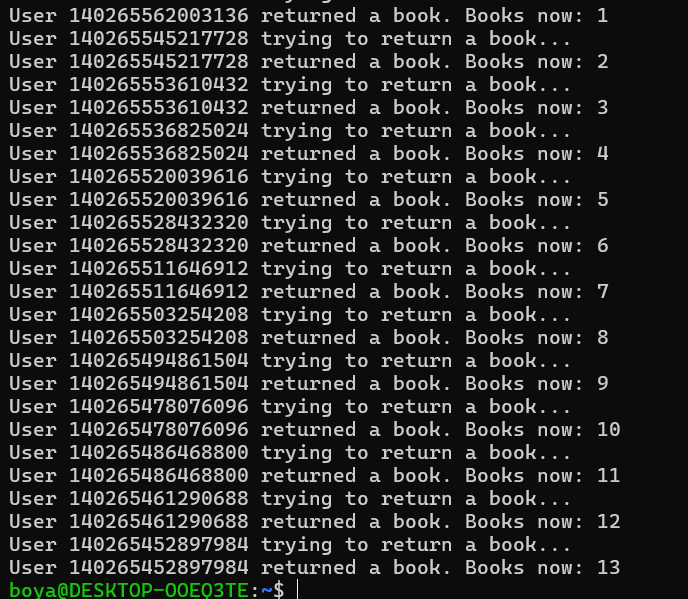 User 140265562003136 returned a book. Books now: 1
User 140265545217728 trying to return a book...
User 140265545217728 returned a book. Books now: 2
User 140265553610432 trying to return a book...
User 140265553610432 returned a book. Books now: 3
User 140265536825024 trying to return a book...
User 140265536825024 returned a book. Books now: 4
User 140265520039616 trying to return a book...
User 140265520039616 returned a book. Books now: 5
User 140265528432320 trying to return a book...
User 140265528432320 returned a book. Books now: 6
User 140265511646912 trying to return a book...
User 140265511646912 returned a book. Books now: 7
User 140265503254208 trying to return a book...
User 140265503254208 returned a book. Books now: 8
User 140265494861504 trying to return a book...
User 140265494861504 returned a book. Books now: 9
User 140265478076096 trying to return a book...
User 140265478076096 returned a book. Books now: 10
User 140265486468800 trying to return a book...
User 140265486468800 returned a book. Books now: 11
User 140265461290688 trying to return a book...
User 140265461290688 returned a book. Books now: 12
User 140265452897984 trying to return a book...
User 140265452897984 returned a book. Books now: 13
boya@DESKTOP-OOEQ3TE:~$